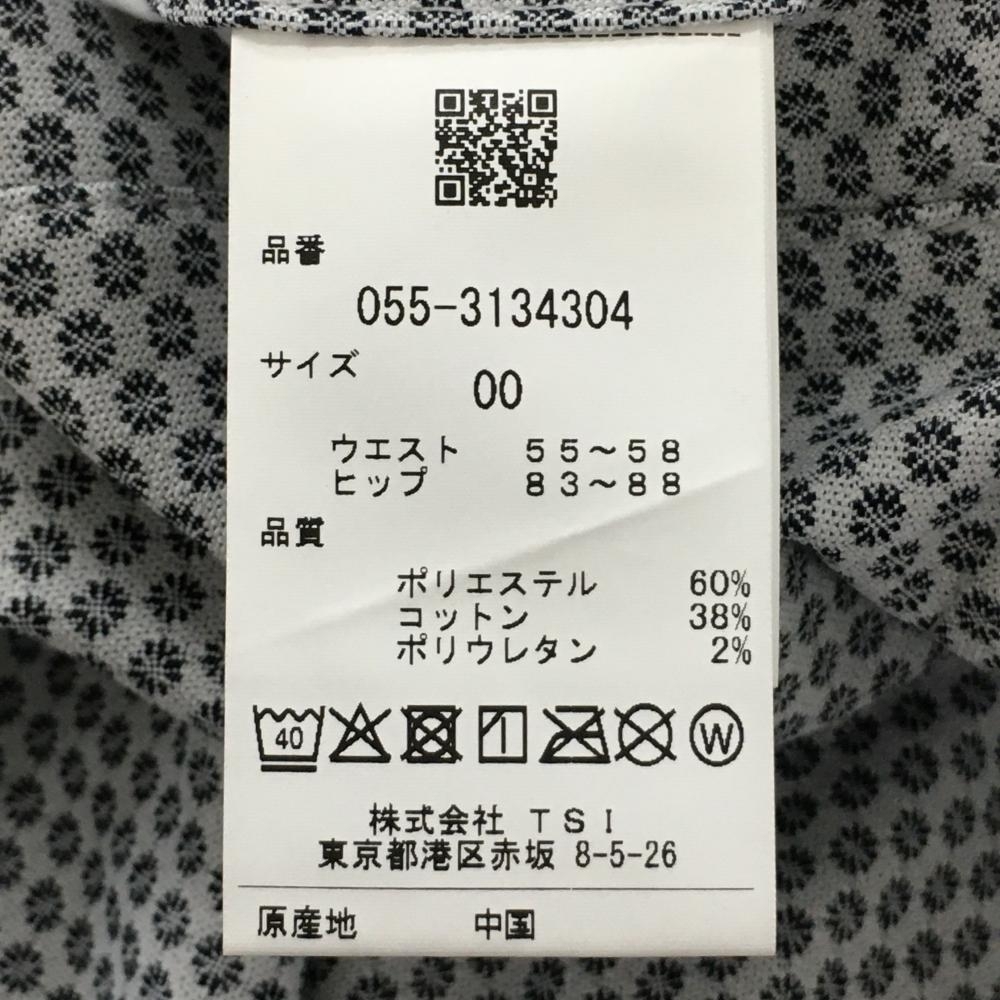 品番
055-3134304
サイズ
00
ウエスト 55～58
ヒップ 83～88
品質
ポリエステル 60%
コットン 38%
ポリウレタン 2%
40 W
株式会社 TSI
東京都港区赤坂 8-5-26
原産地 中国